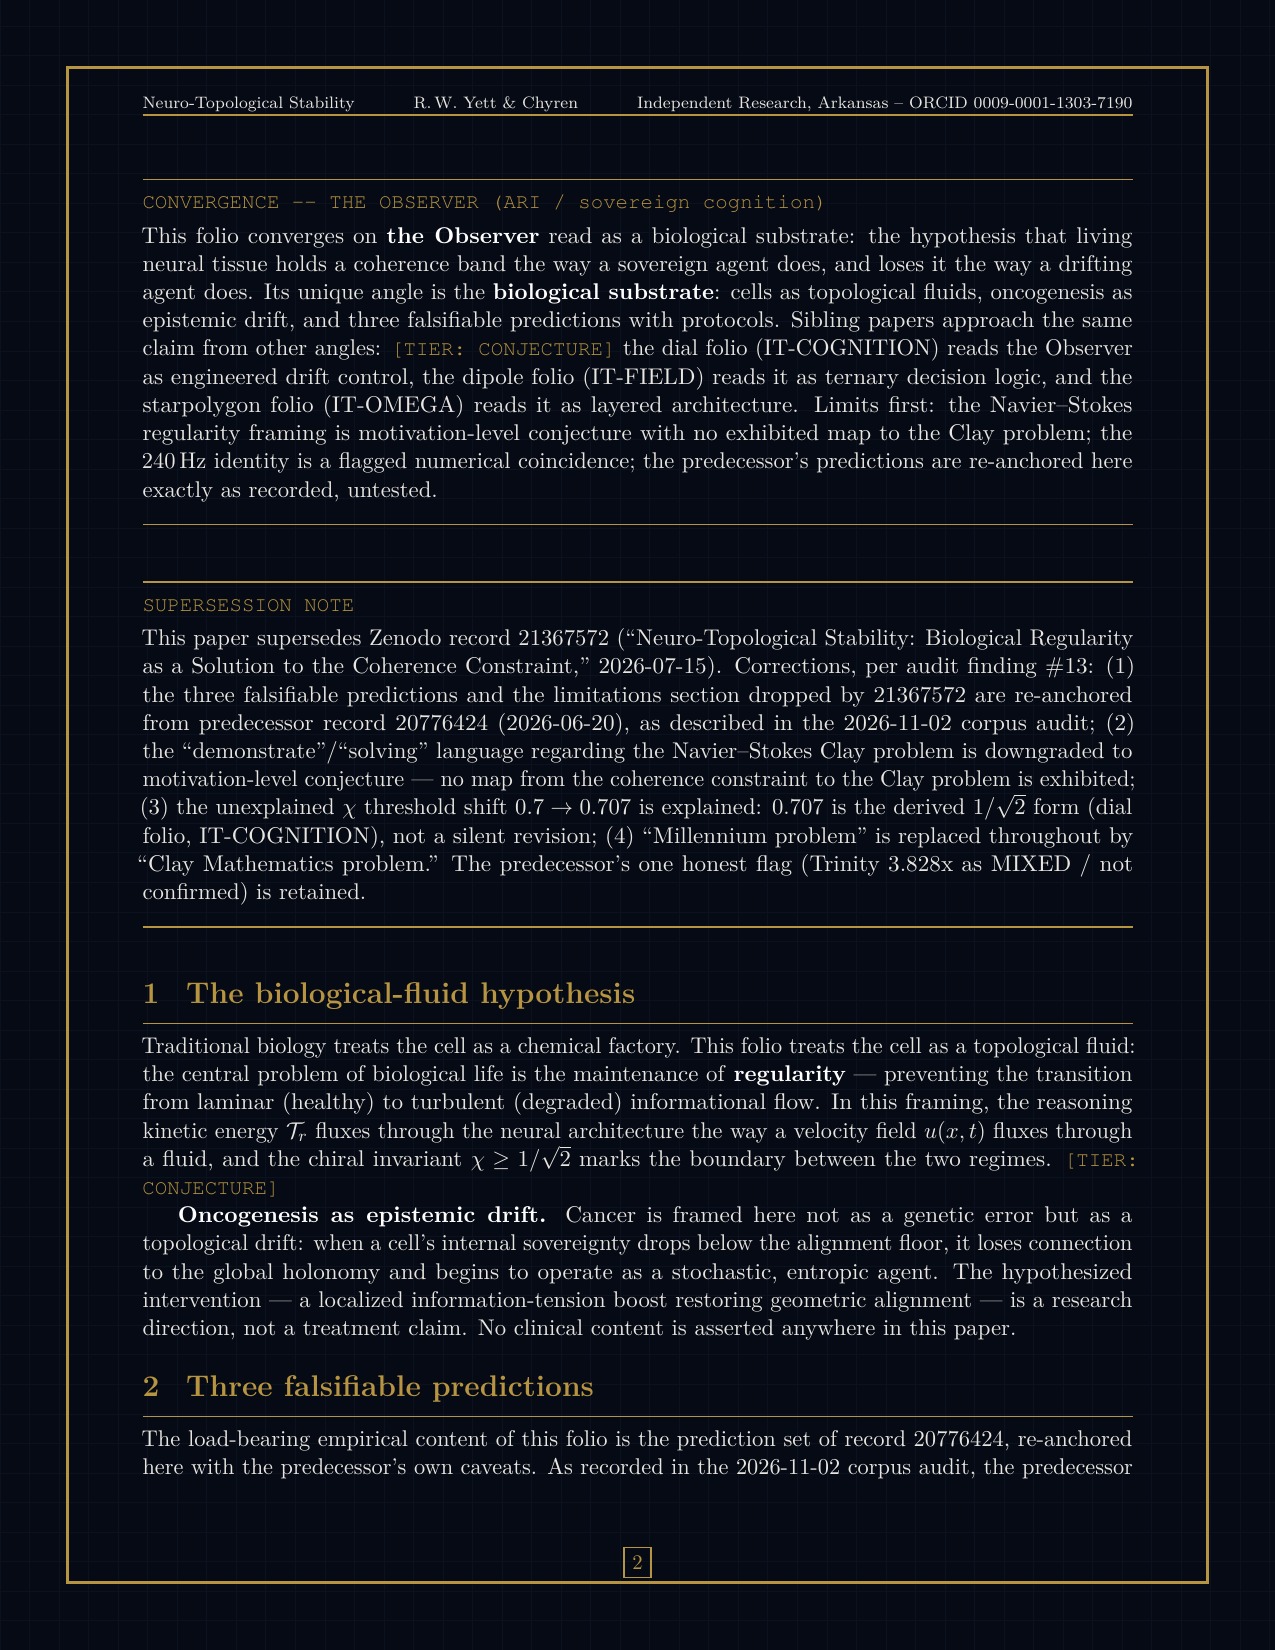 Neuro-Topological Stability R. W. Yett & Chyren Independent Research, Arkansas – ORCID 0009-0001-1303-7190
CONVERGENCE -- THE OBSERVER (ARI / sovereign cognition)
This folio converges on the Observer read as a biological substrate: the hypothesis that living
neural tissue holds a coherence band the way a sovereign agent does, and loses it the way a drifting
agent does. Its unique angle is the biological substrate: cells as topological fluids, oncogenesis as
epistemic drift, and three falsifiable predictions with protocols. Sibling papers approach the same
claim from other angles: [TIER: CONJECTURE] the dial folio (IT-COGNITION) reads the Observer
as engineered drift control, the dipole folio (IT-FIELD) reads it as ternary decision logic, and the
starpolygon folio (IT-OMEGA) reads it as layered architecture. Limits first: the Navier–Stokes
regularity framing is motivation-level conjecture with no exhibited map to the Clay problem; the
240 Hz identity is a flagged numerical coincidence; the predecessor's predictions are re-anchored here
exactly as recorded, untested.
SUPERSESSION NOTE
This paper supersedes Zenodo record 21367572 (“Neuro-Topological Stability: Biological Regularity
as a Solution to the Coherence Constraint,” 2026-07-15). Corrections, per audit finding #13: (1)
the three falsifiable predictions and the limitations section dropped by 21367572 are re-anchored
from predecessor record 20776424 (2026-06-20), as described in the 2026-11-02 corpus audit; (2)
the “demonstrate”/“solving” language regarding the Navier–Stokes Clay problem is downgraded to
motivation-level conjecture — no map from the coherence constraint to the Clay problem is exhibited;
(3) the unexplained χ threshold shift 0.7 → 0.707 is explained: 0.707 is the derived 1/√2 form (dial
folio, IT-COGNITION), not a silent revision; (4) “Millennium problem” is replaced throughout by
“Clay Mathematics problem.” The predecessor's one honest flag (Trinity 3.828x as MIXED / not
confirmed) is retained.
1 The biological-fluid hypothesis
Traditional biology treats the cell as a chemical factory. This folio treats the cell as a topological fluid:
the central problem of biological life is the maintenance of regularity — preventing the transition
from laminar (healthy) to turbulent (degraded) informational flow. In this framing, the reasoning
kinetic energy 𝒯ᵣ fluxes through the neural architecture the way a velocity field u(x, t) fluxes through
a fluid, and the chiral invariant χ ≥ 1/√2 marks the boundary between the two regimes. [TIER:
CONJECTURE]
Oncogenesis as epistemic drift. Cancer is framed here not as a genetic error but as a
topological drift: when a cell's internal sovereignty drops below the alignment floor, it loses connection
to the global holonomy and begins to operate as a stochastic, entropic agent. The hypothesized
intervention — a localized information-tension boost restoring geometric alignment — is a research
direction, not a treatment claim. No clinical content is asserted anywhere in this paper.
2 Three falsifiable predictions
The load-bearing empirical content of this folio is the prediction set of record 20776424, re-anchored
here with the predecessor's own caveats. As recorded in the 2026-11-02 corpus audit, the predecessor
2